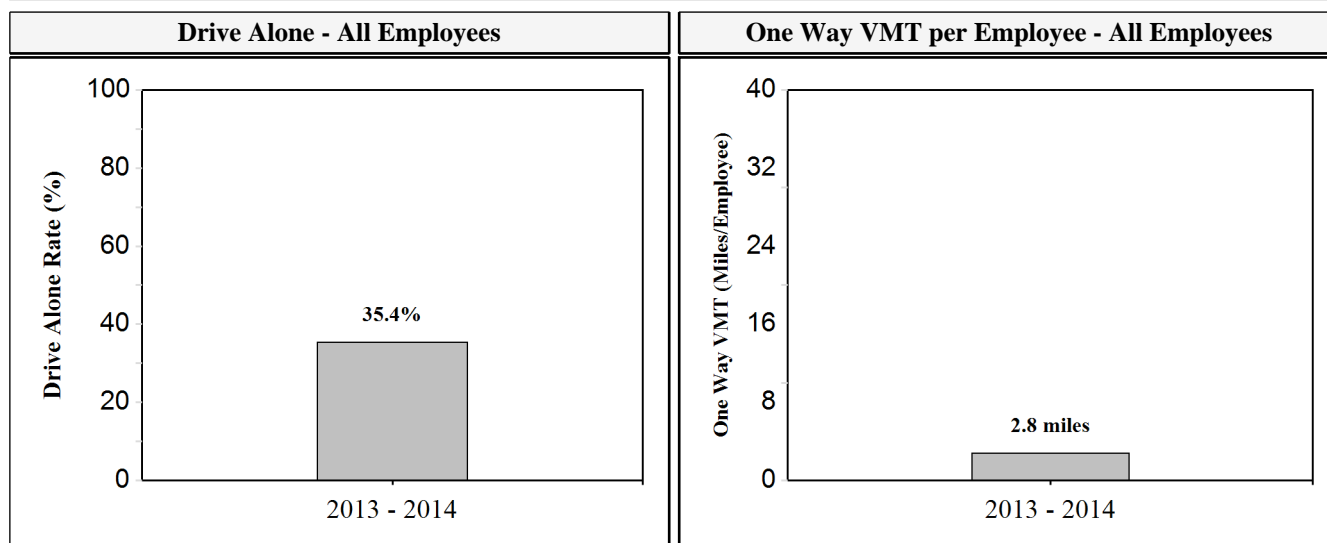 Drive Alone - All Employees
One Way VMT per Employee - All Employees
Drive Alone Rate (%)
100
80
60
40
20
0
35.4%
2013 - 2014
One Way VMT (Miles/Employee)
40
32
24
16
8
0
2.8 miles
2013 - 2014